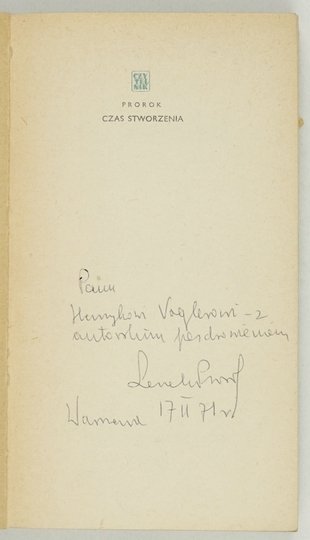 CZY
TEL
NIK
PROROK
CZAS STWORZENIA
Panu
Henrykowi Voglerowi – z
autorskim pozdrowieniem
Leszek Prorok
Warszawa 17 II 71 r.